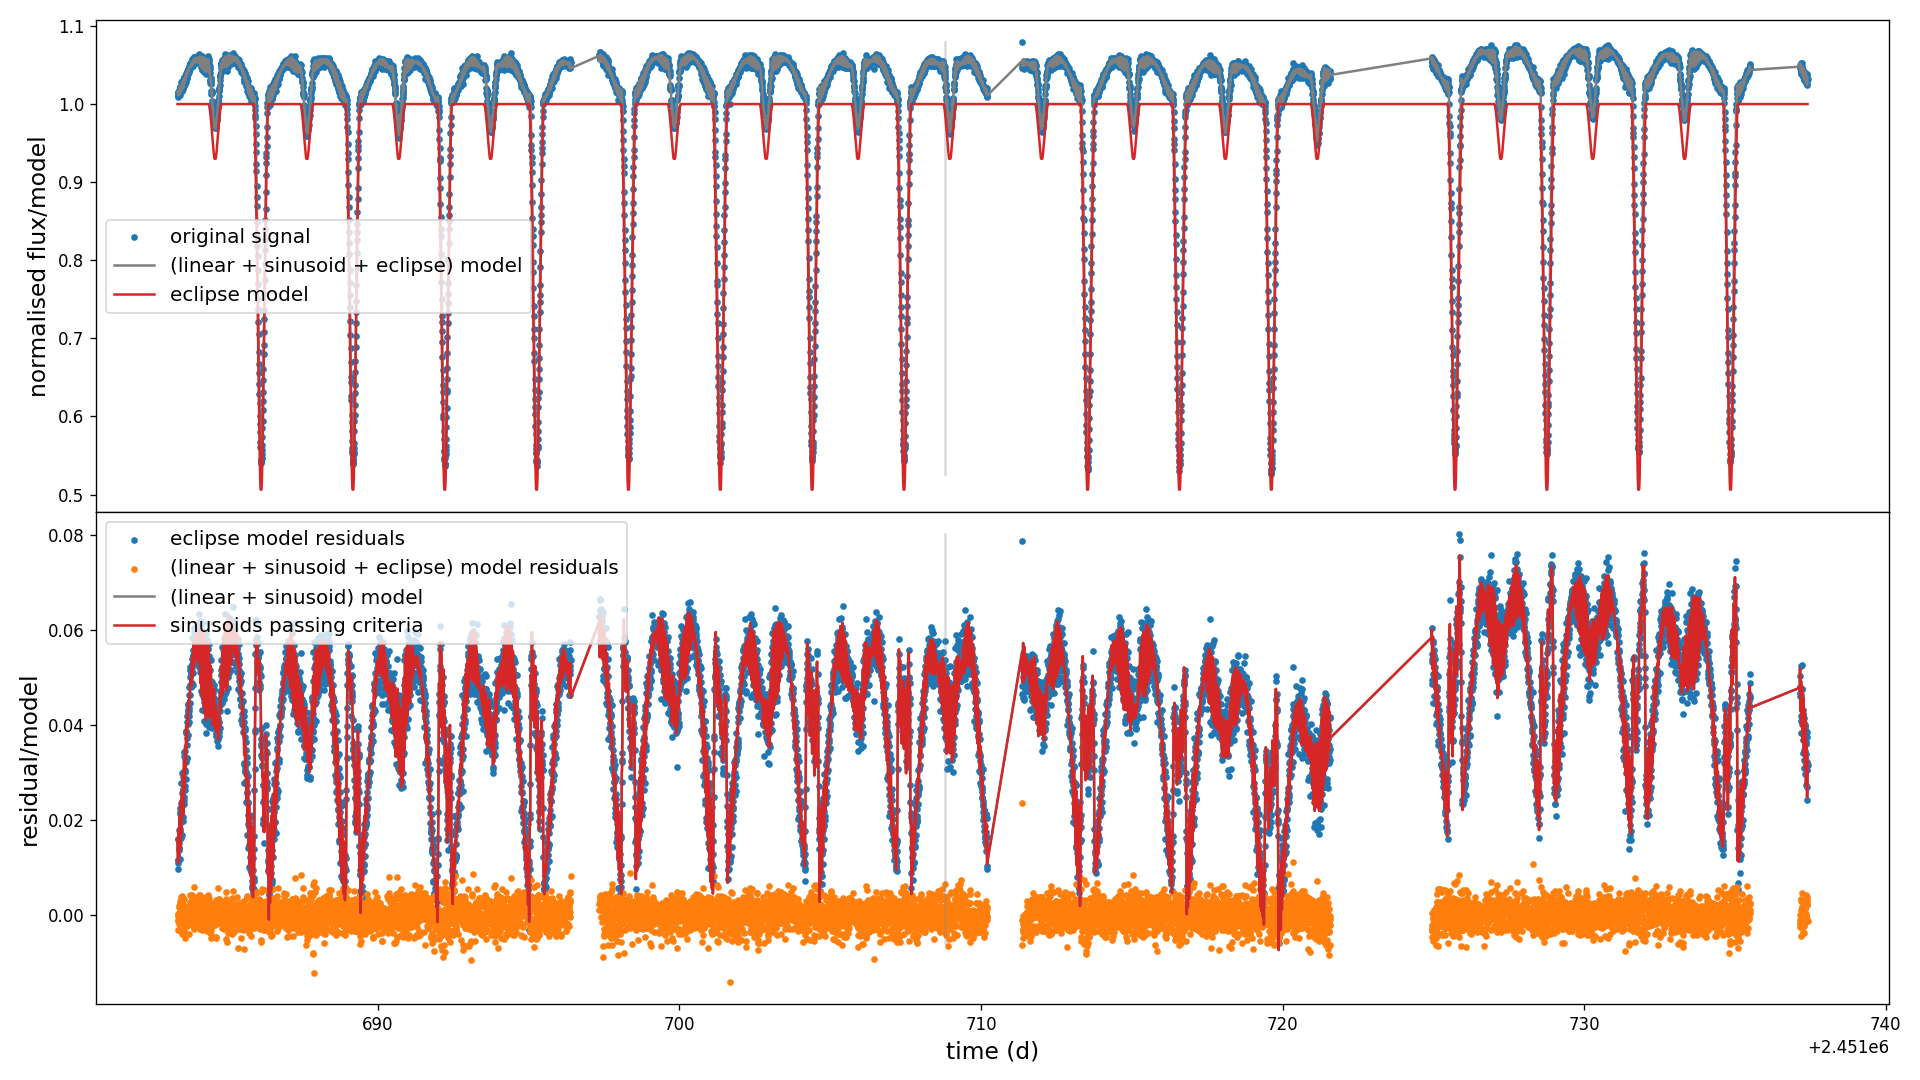 1.1
1.0
0.9
0.8
0.7
0.6
0.5
normalised flux/model
original signal
(linear + sinusoid + eclipse) model
eclipse model
0.08
0.06
0.04
0.02
0.00
residual/model
eclipse model residuals
(linear + sinusoid + eclipse) model residuals
(linear + sinusoid) model
sinusoids passing criteria
690 700 710 720 730 740
time (d)
+2.451e6